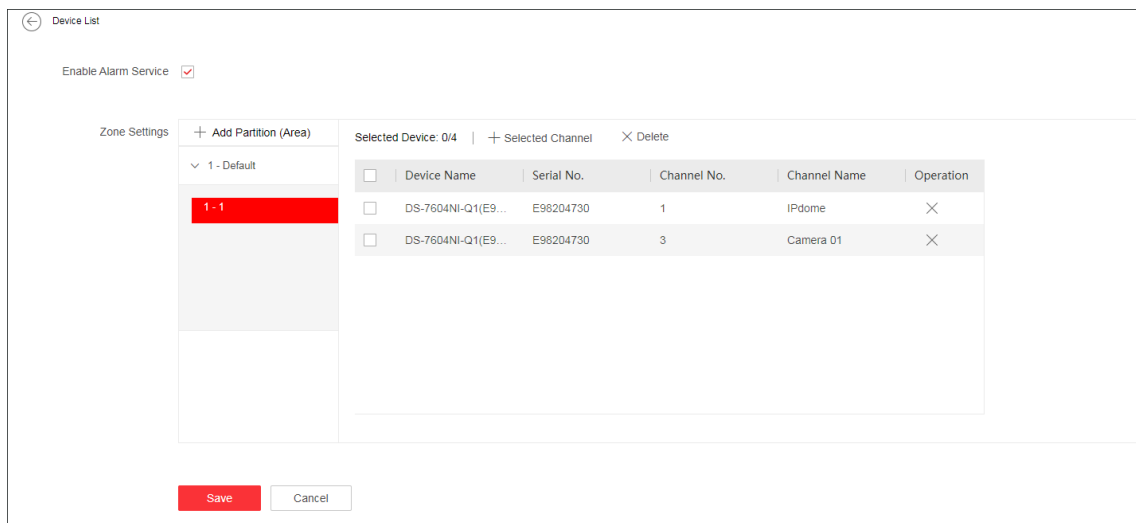 Device List
Enable Alarm Service
Zone Settings
Add Partition (Area)
Selected Device: 0/4 | Selected Channel Delete
1 - Default
Device Name Serial No. Channel No. Channel Name Operation
1 - 1
DS-7604NI-Q1(E9... E98204730 1 IPdome
DS-7604NI-Q1(E9... E98204730 3 Camera 01
Save Cancel